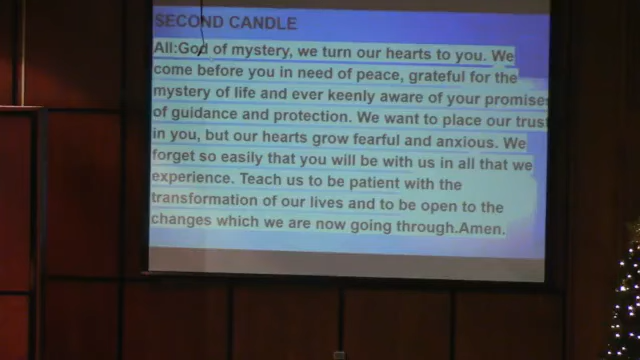 SECOND CANDLE
All:God of mystery, we turn our hearts to you. We
come before you in need of peace, grateful for the
mystery of life and ever keenly aware of your promises
of guidance and protection. We want to place our trust
in you, but our hearts grow fearful and anxious. We
forget so easily that you will be with us in all that we
experience. Teach us to be patient with the
transformation of our lives and to be open to the
changes which we are now going through.Amen.